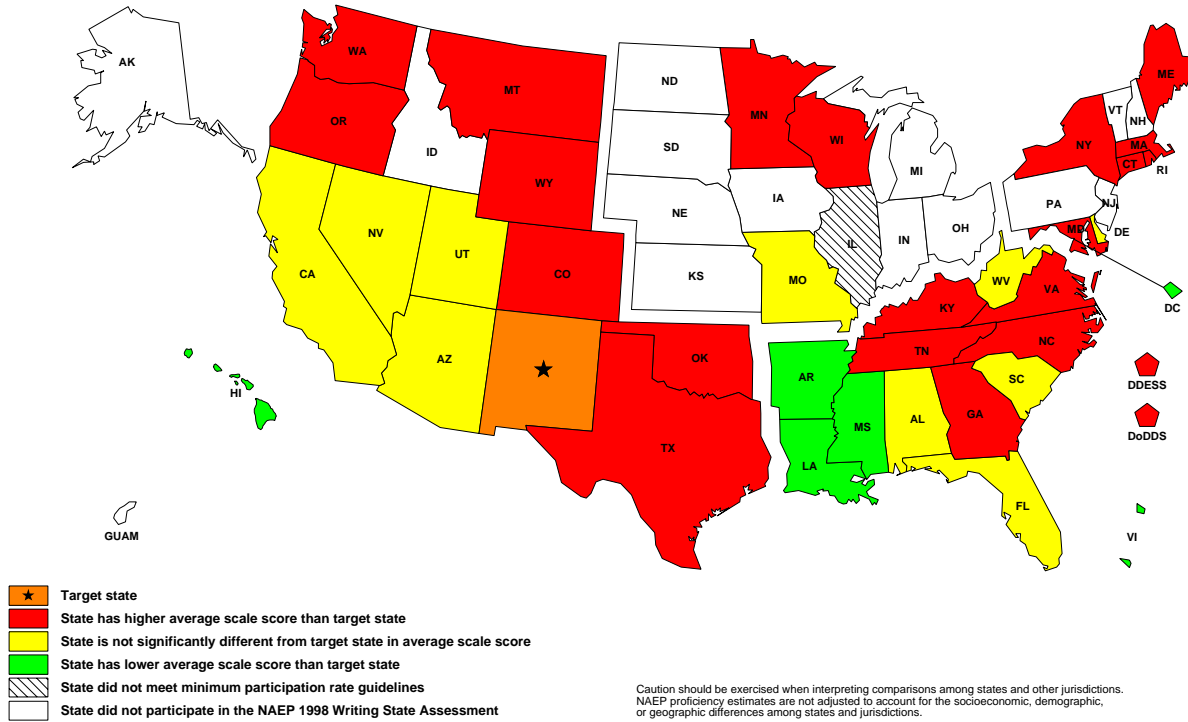 AK
WA
MT
ND
MN
ME
VT
NH
OR
ID
WI
NY
MA
SD
MI
CT
RI
WY
IA
PA
NJ
NE
OH
IN
IL
MD
DE
NV
UT
CO
KS
MO
WV
CA
VA
KY
DC
AZ
OK
TN
NC
AR
SC
DDESS
HI
MS
AL
GA
DoDDS
TX
LA
FL
GUAM
VI
Target state
State has higher average scale score than target state
State is not significantly different from target state in average scale score
State has lower average scale score than target state
State did not meet minimum participation rate guidelines
State did not participate in the NAEP 1998 Writing State Assessment
Caution should be exercised when interpreting comparisons among states and other jurisdictions.
NAEP proficiency estimates are not adjusted to account for the socioeconomic, demographic,
or geographic differences among states and jurisdictions.